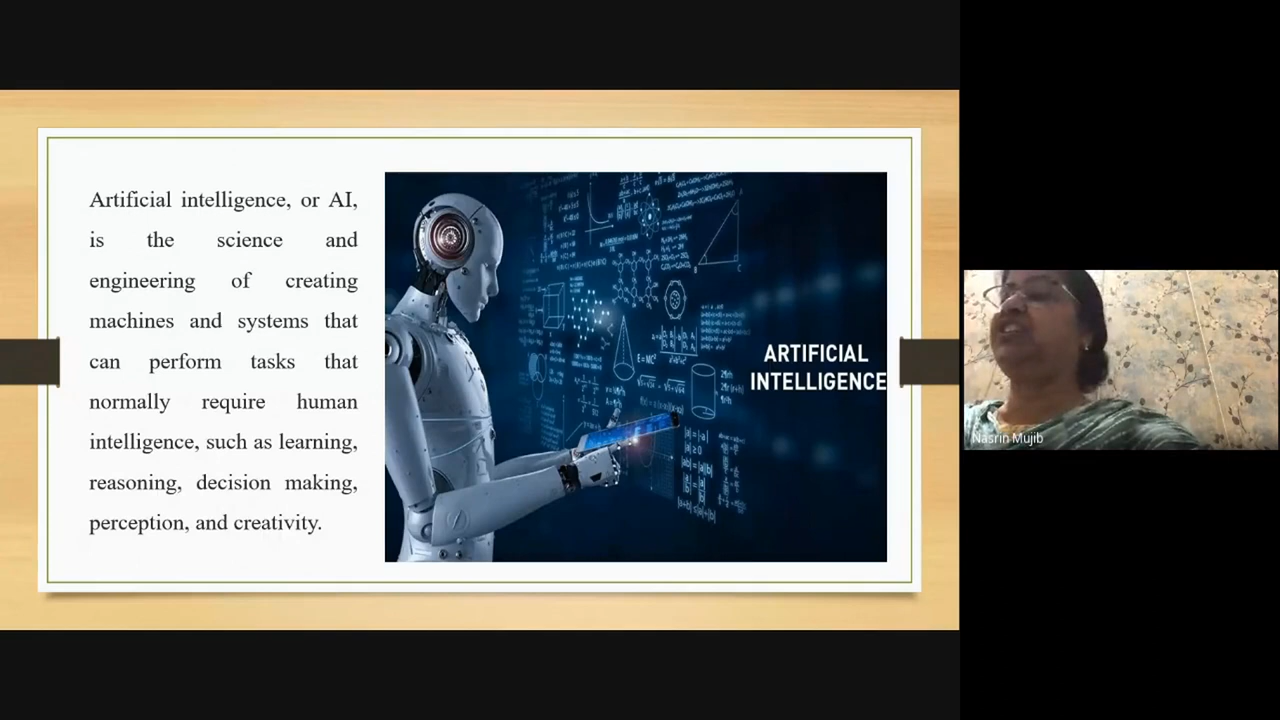 Artificial intelligence, or AI,
is the science and
engineering of creating
machines and systems that
can perform tasks that
normally require human
intelligence, such as learning,
reasoning, decision making,
perception, and creativity.
ARTIFICIAL
INTELLIGENCE
E=MC²
Nasrin Mujib